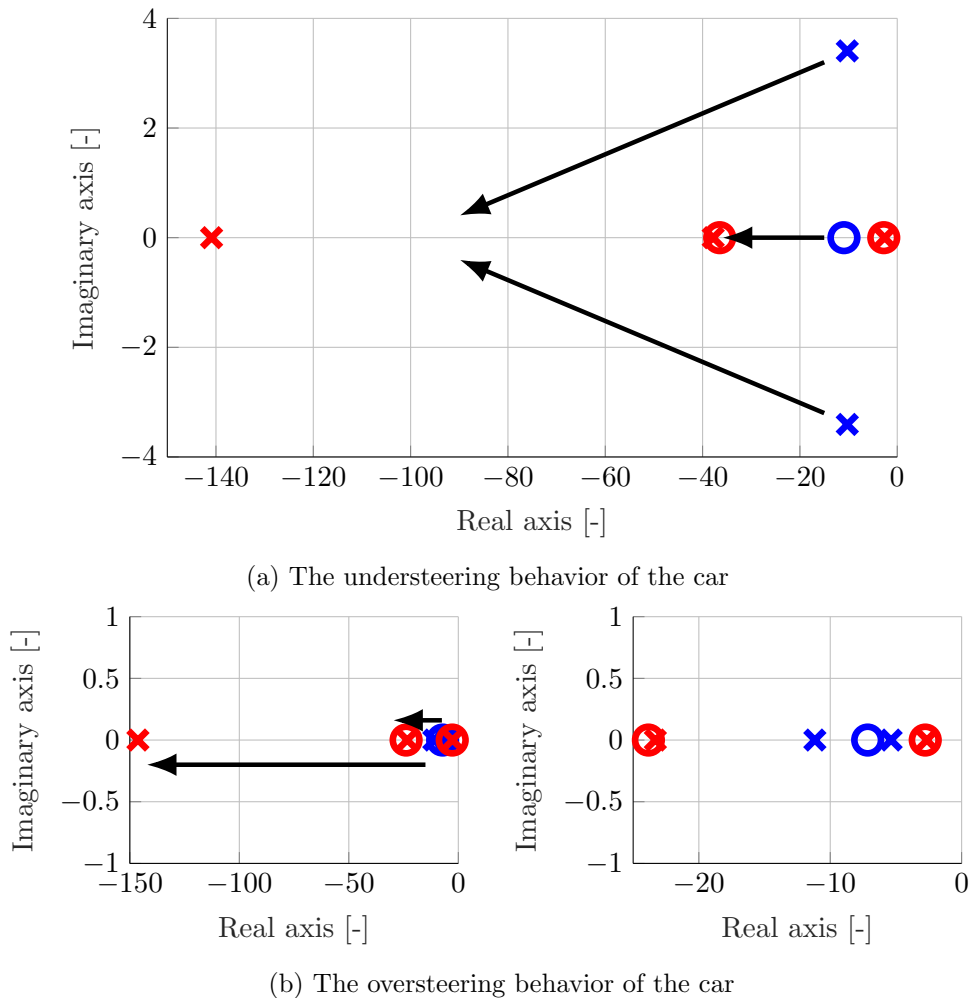 4
2
0
−2
−4
Imaginary axis [-]
−140 −120 −100 −80 −60 −40 −20 0
Real axis [-]
(a) The understeering behavior of the car
1
0.5
0
−0.5
−1
Imaginary axis [-]
−150 −100 −50 0
Real axis [-]
1
0.5
0
−0.5
−1
Imaginary axis [-]
−20 −10 0
Real axis [-]
(b) The oversteering behavior of the car